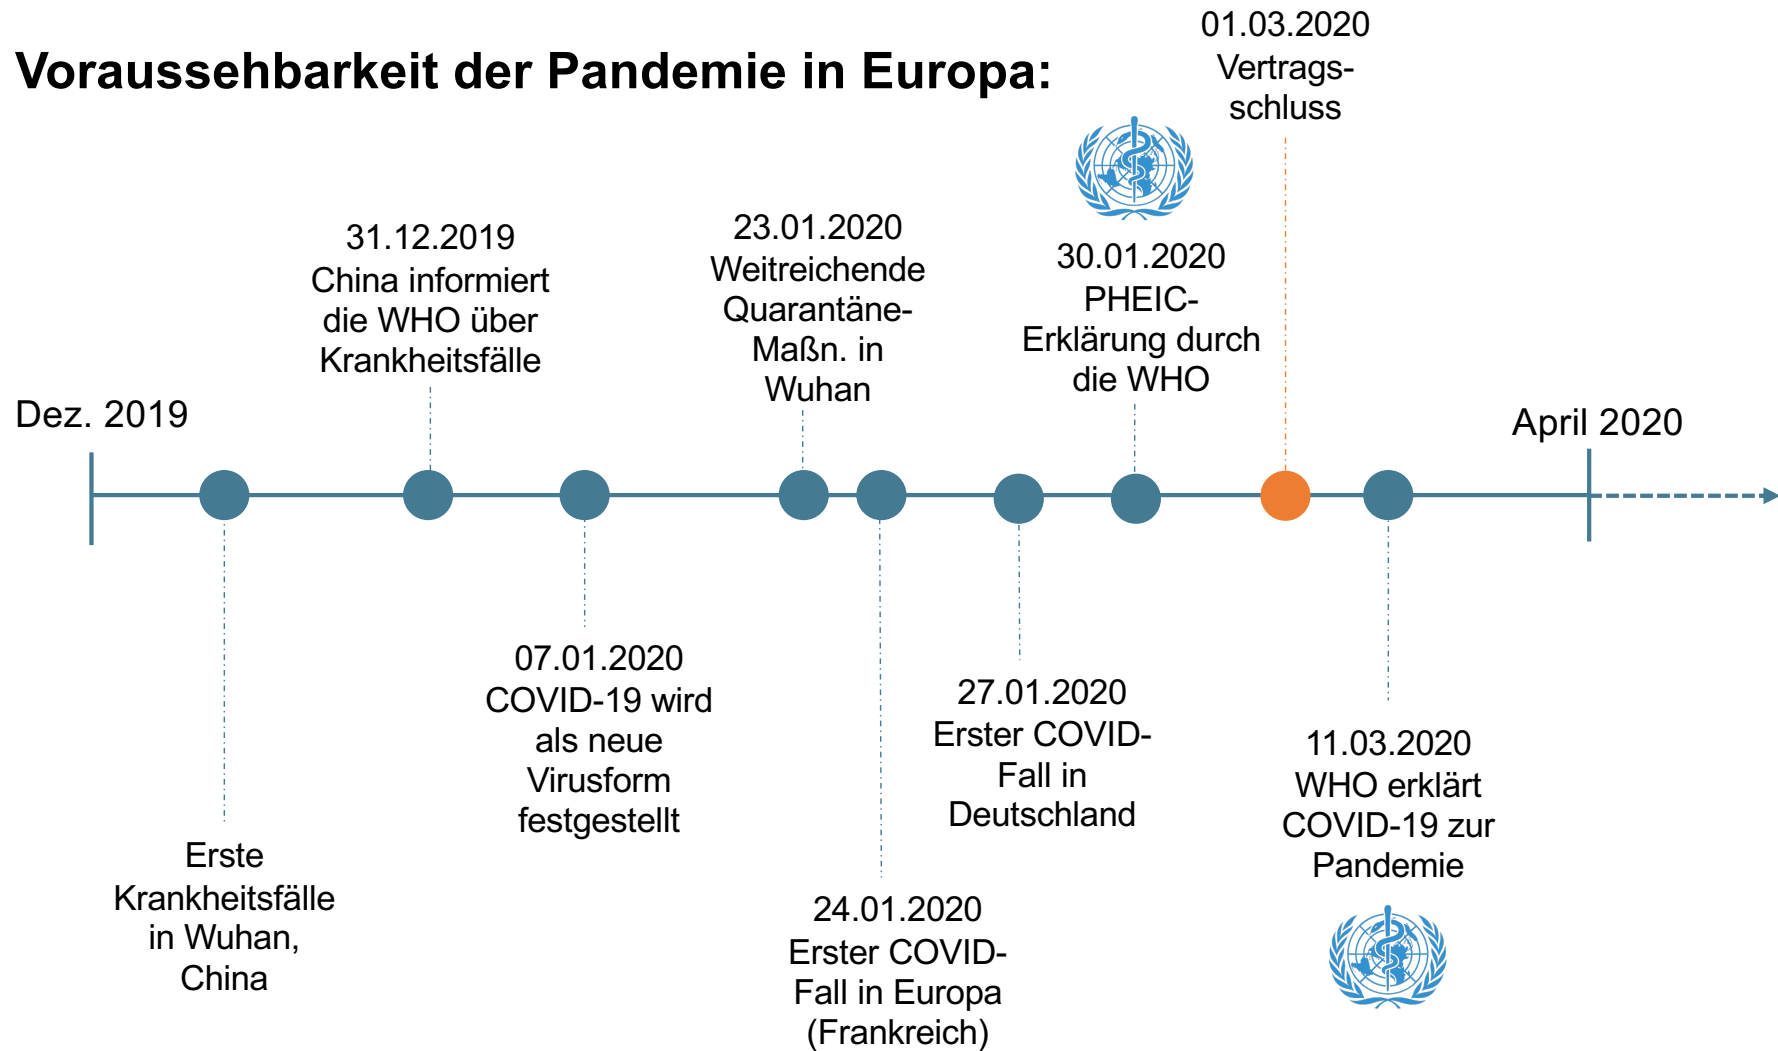 Voraussehbarkeit der Pandemie in Europa:
01.03.2020
Vertrags-
schluss
31.12.2019
China informiert
die WHO über
Krankheitsfälle
23.01.2020
Weitreichende
Quarantäne-
Maßn. in
Wuhan
30.01.2020
PHEIC-
Erklärung durch
die WHO
Dez. 2019
April 2020
Erste
Krankheitsfälle
in Wuhan,
China
07.01.2020
COVID-19 wird
als neue
Virusform
festgestellt
24.01.2020
Erster COVID-
Fall in Europa
(Frankreich)
27.01.2020
Erster COVID-
Fall in
Deutschland
11.03.2020
WHO erklärt
COVID-19 zur
Pandemie